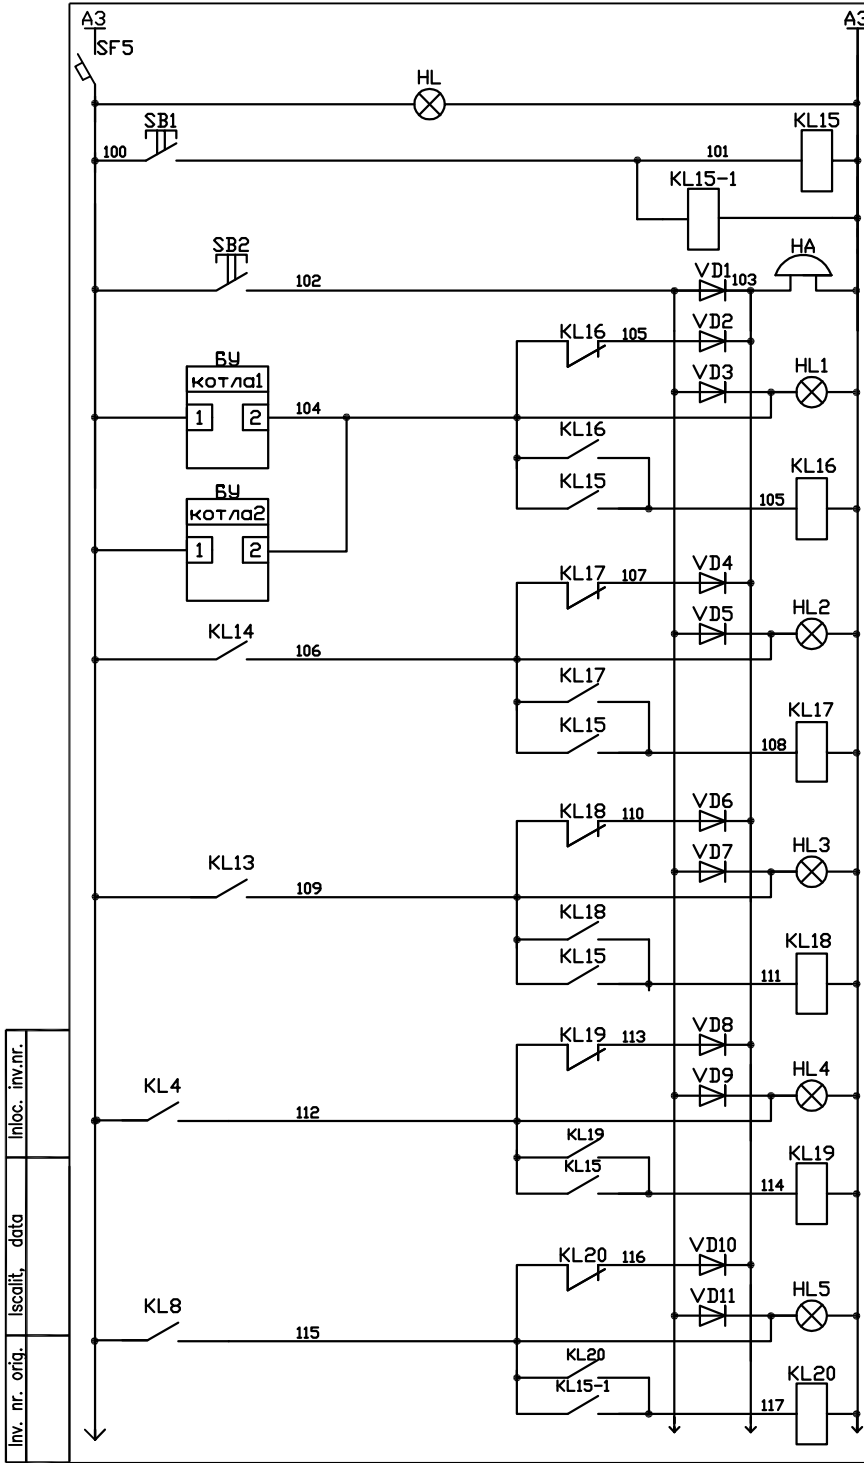 A3
A3
SF5
HL
SB1
KL15
100
101
KL15-1
SB2
HA
102
VD1
103
KL16
105
VD2
БУ
котла1
VD3
HL1
1
2
104
KL16
KL16
KL15
105
БУ
котла2
1
2
KL17
107
VD4
VD5
HL2
KL14
106
KL17
KL17
KL15
108
KL18
110
VD6
VD7
HL3
KL13
109
KL18
KL18
KL15
111
KL19
113
VD8
VD9
HL4
KL4
112
KL19
KL19
KL15
114
KL20
116
VD10
VD11
HL5
KL8
115
KL20
KL20
KL15-1
117
Inloc. inv.nr.
Iscalit, data
Inv. nr. orig.